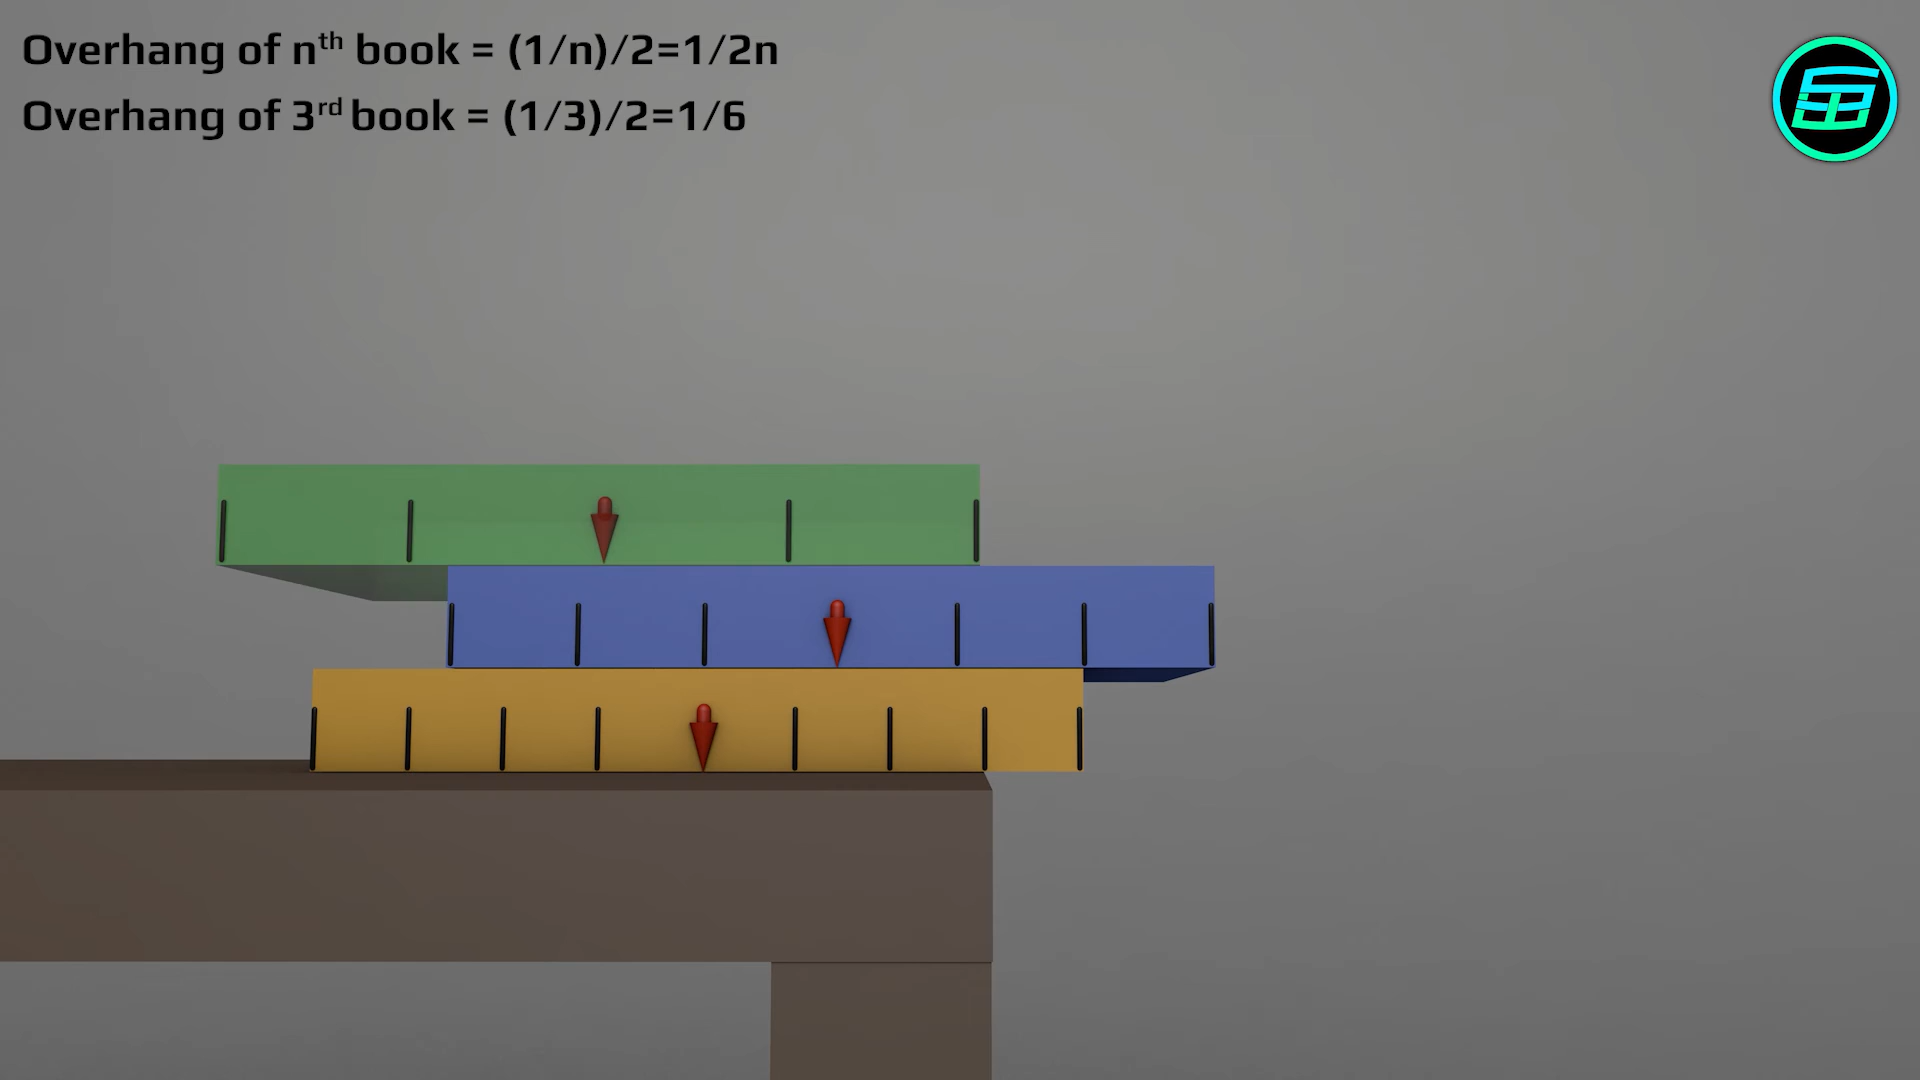 Overhang of nᵗʰ book = (1/n)/2=1/2n
Overhang of 3ʳᵈ book = (1/3)/2=1/6